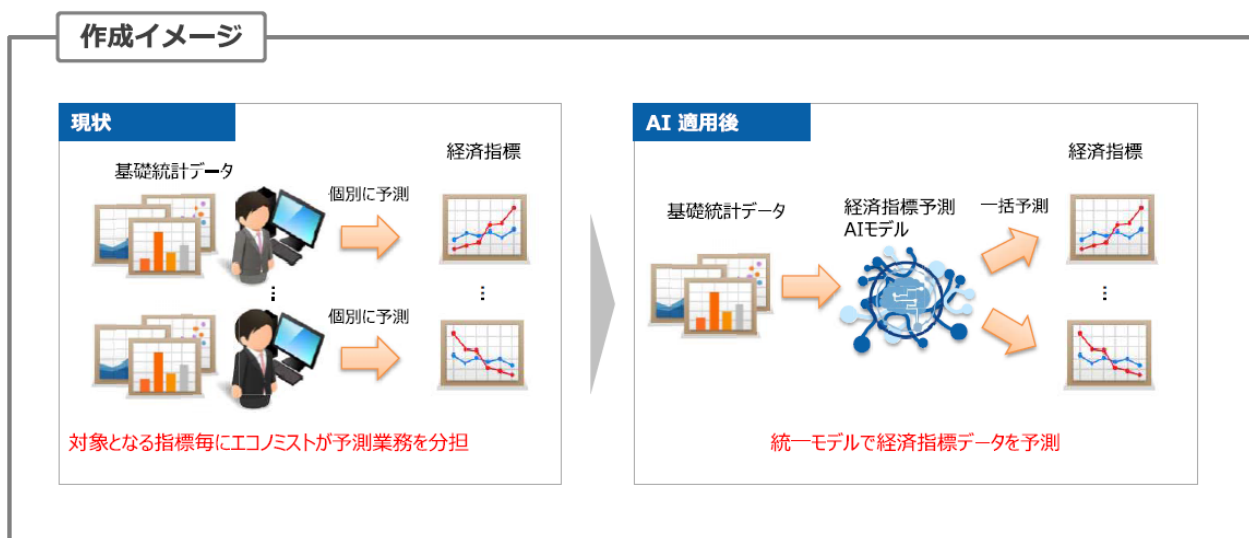 作成イメージ
現状
経済指標
基礎統計データ
個別に予測
⋮
⋮
個別に予測
対象となる指標毎にエコノミストが予測業務を分担
AI 適用後
経済指標
基礎統計データ
経済指標予測
AIモデル
一括予測
⋮
統一モデルで経済指標データを予測